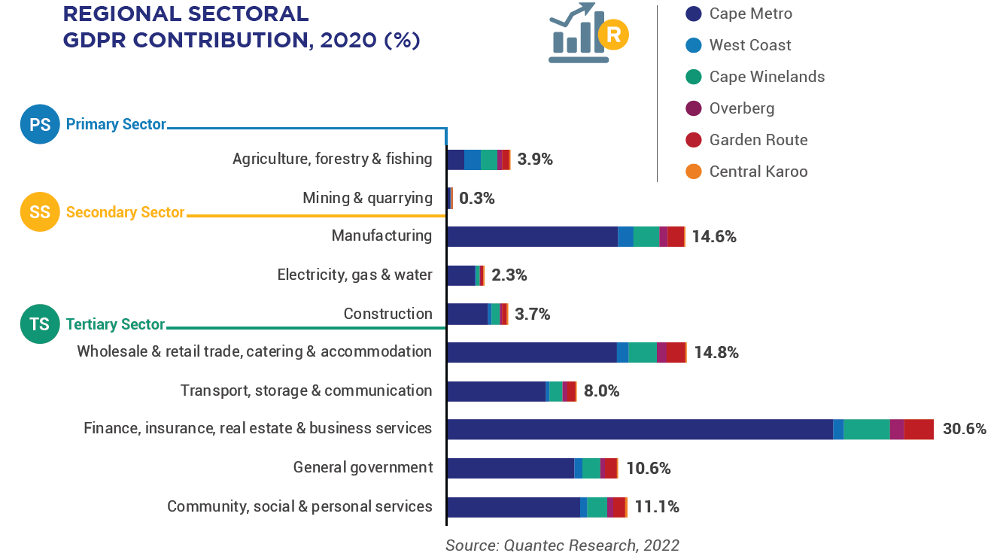 REGIONAL SECTORAL
GDPR CONTRIBUTION, 2020 (%)
R
Cape Metro
West Coast
Cape Winelands
Overberg
Garden Route
Central Karoo
PS Primary Sector
Agriculture, forestry & fishing 3.9%
Mining & quarrying 0.3%
SS Secondary Sector
Manufacturing 14.6%
Electricity, gas & water 2.3%
Construction 3.7%
TS Tertiary Sector
Wholesale & retail trade, catering & accommodation 14.8%
Transport, storage & communication 8.0%
Finance, insurance, real estate & business services 30.6%
General government 10.6%
Community, social & personal services 11.1%
Source: Quantec Research, 2022